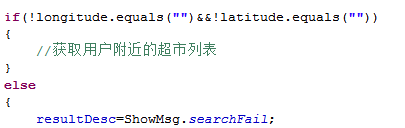 if(!longitude.equals("")&&!latitude.equals(""))
{
//获取用户附近的超市列表
}
else
{
resultDesc=ShowMsg.searchFail;